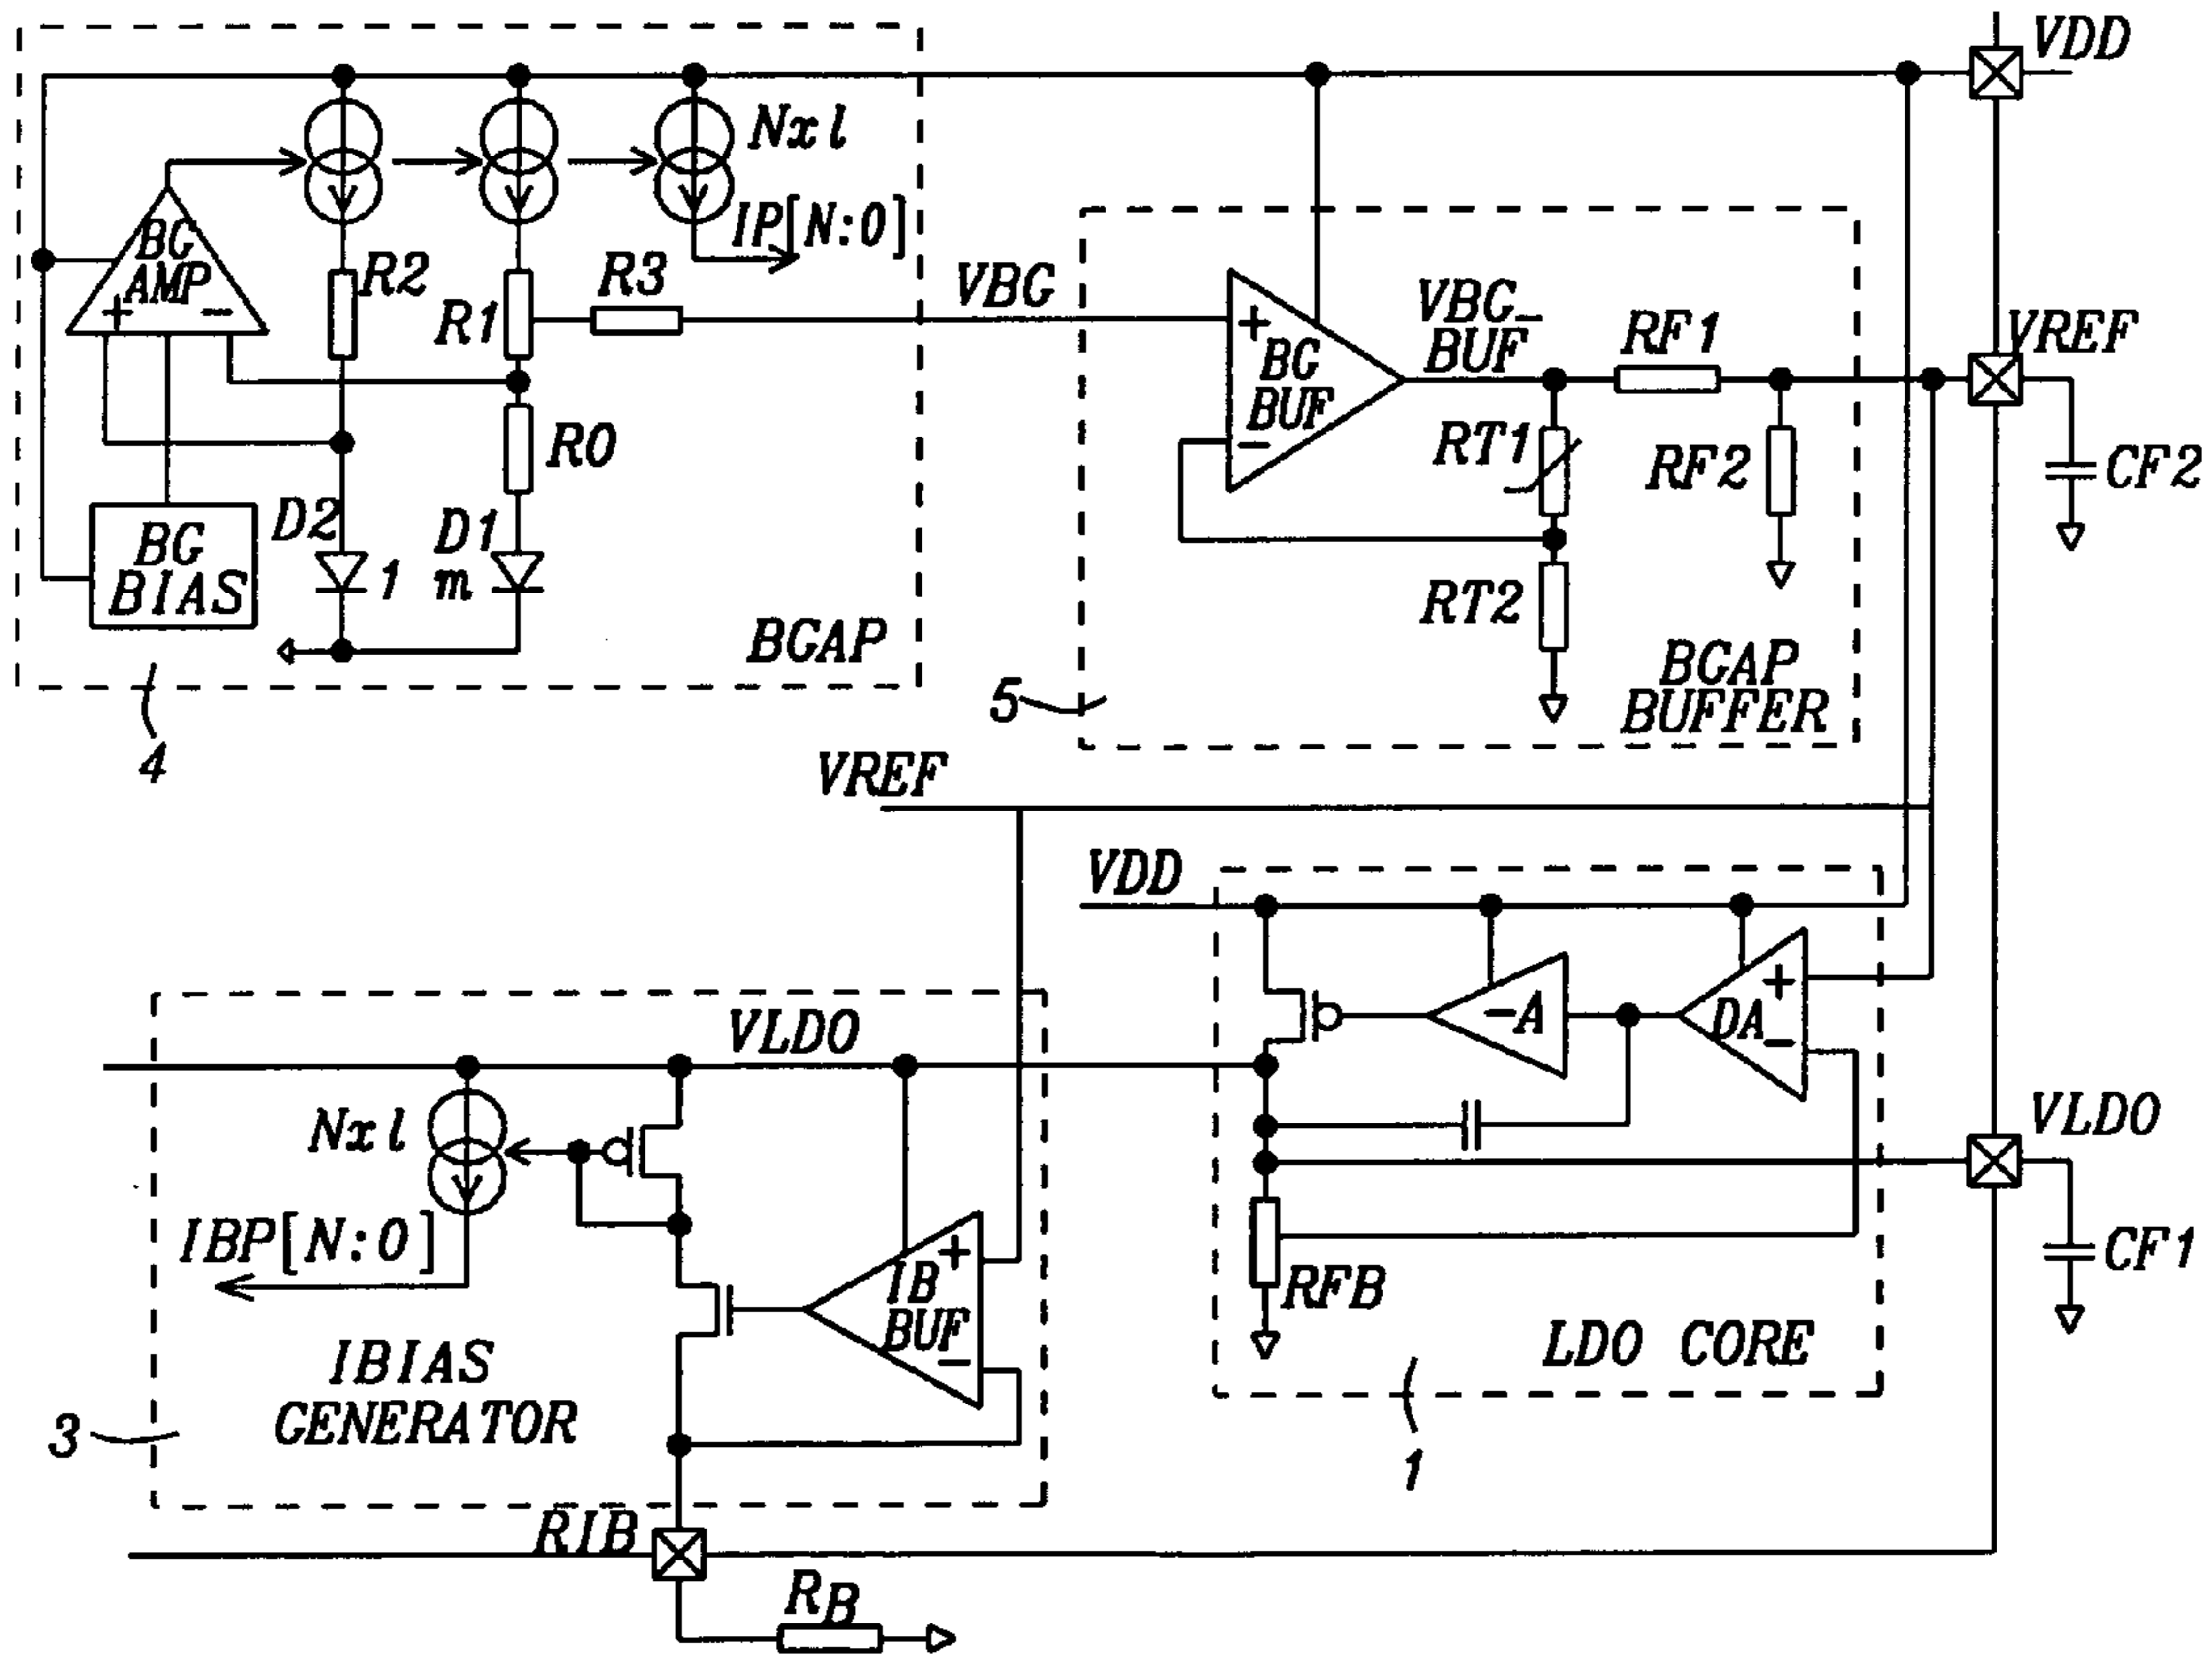 VDD
Nxl
BG
AMP
+
-
IP[N:0]
R2
R1
R3
VBG
VBG_
BUF
RF1
VREF
+
BG
BUF
-
RT1
RF2
CF2
R0
D2
D1
1
m
BG
BIAS
RT2
BGAP
BGAP
BUFFER
5
4
VREF
VDD
+
-A
DA
-
VLDO
VLDO
Nxl
IBP[N:0]
+
IB
BUF
-
RFB
CF1
LDO CORE
IBIAS
GENERATOR
3
1
RIB
RB